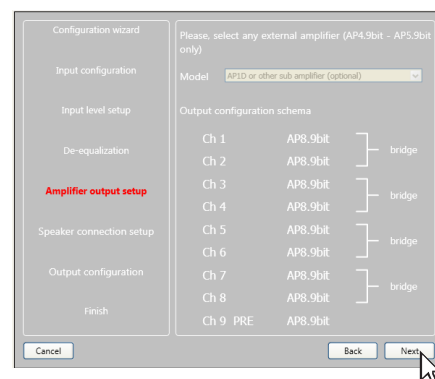 Configuration wizard
Input configuration
Input level setup
De-equalization
Amplifier output setup
Speaker connection setup
Output configuration
Finish
Please, select any external amplifier (AP4.9bit - AP5.9bit
only)
Model AP1D or other sub amplifier (optional)
Output configuration schema
Ch 1 AP8.9bit
bridge
Ch 2 AP8.9bit
Ch 3 AP8.9bit
bridge
Ch 4 AP8.9bit
Ch 5 AP8.9bit
bridge
Ch 6 AP8.9bit
Ch 7 AP8.9bit
bridge
Ch 8 AP8.9bit
Ch 9 PRE AP8.9bit
Cancel Back Next